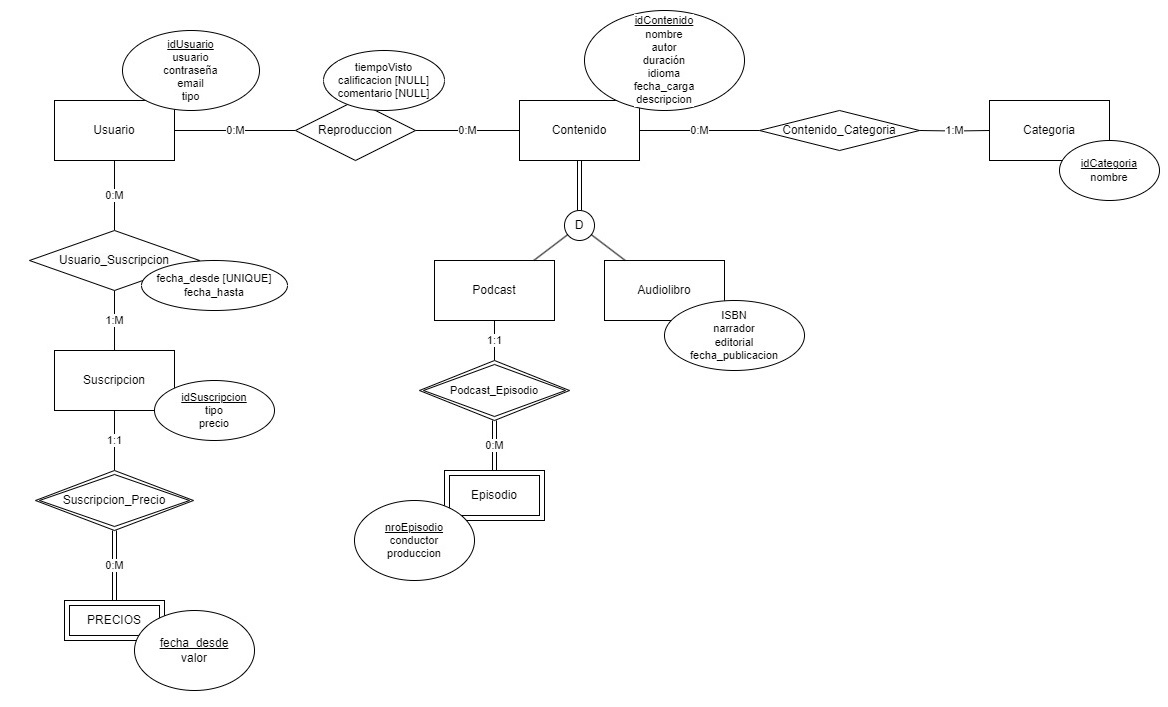 idUsuario
usuario
contraseña
email
tipo
Usuario
0:M
tiempoVisto
calificacion [NULL]
comentario [NULL]
Reproduccion
0:M
idContenido
nombre
autor
duración
idioma
fecha_carga
descripcion
Contenido
0:M
Contenido_Categoria
1:M
Categoria
idCategoria
nombre
0:M
Usuario_Suscripcion
fecha_desde [UNIQUE]
fecha_hasta
1:M
Suscripcion
idSuscripcion
tipo
precio
1:1
Suscripcion_Precio
0:M
PRECIOS
fecha_desde
valor
D
Podcast
Audiolibro
ISBN
narrador
editorial
fecha_publicacion
1:1
Podcast_Episodio
0:M
Episodio
nroEpisodio
conductor
produccion